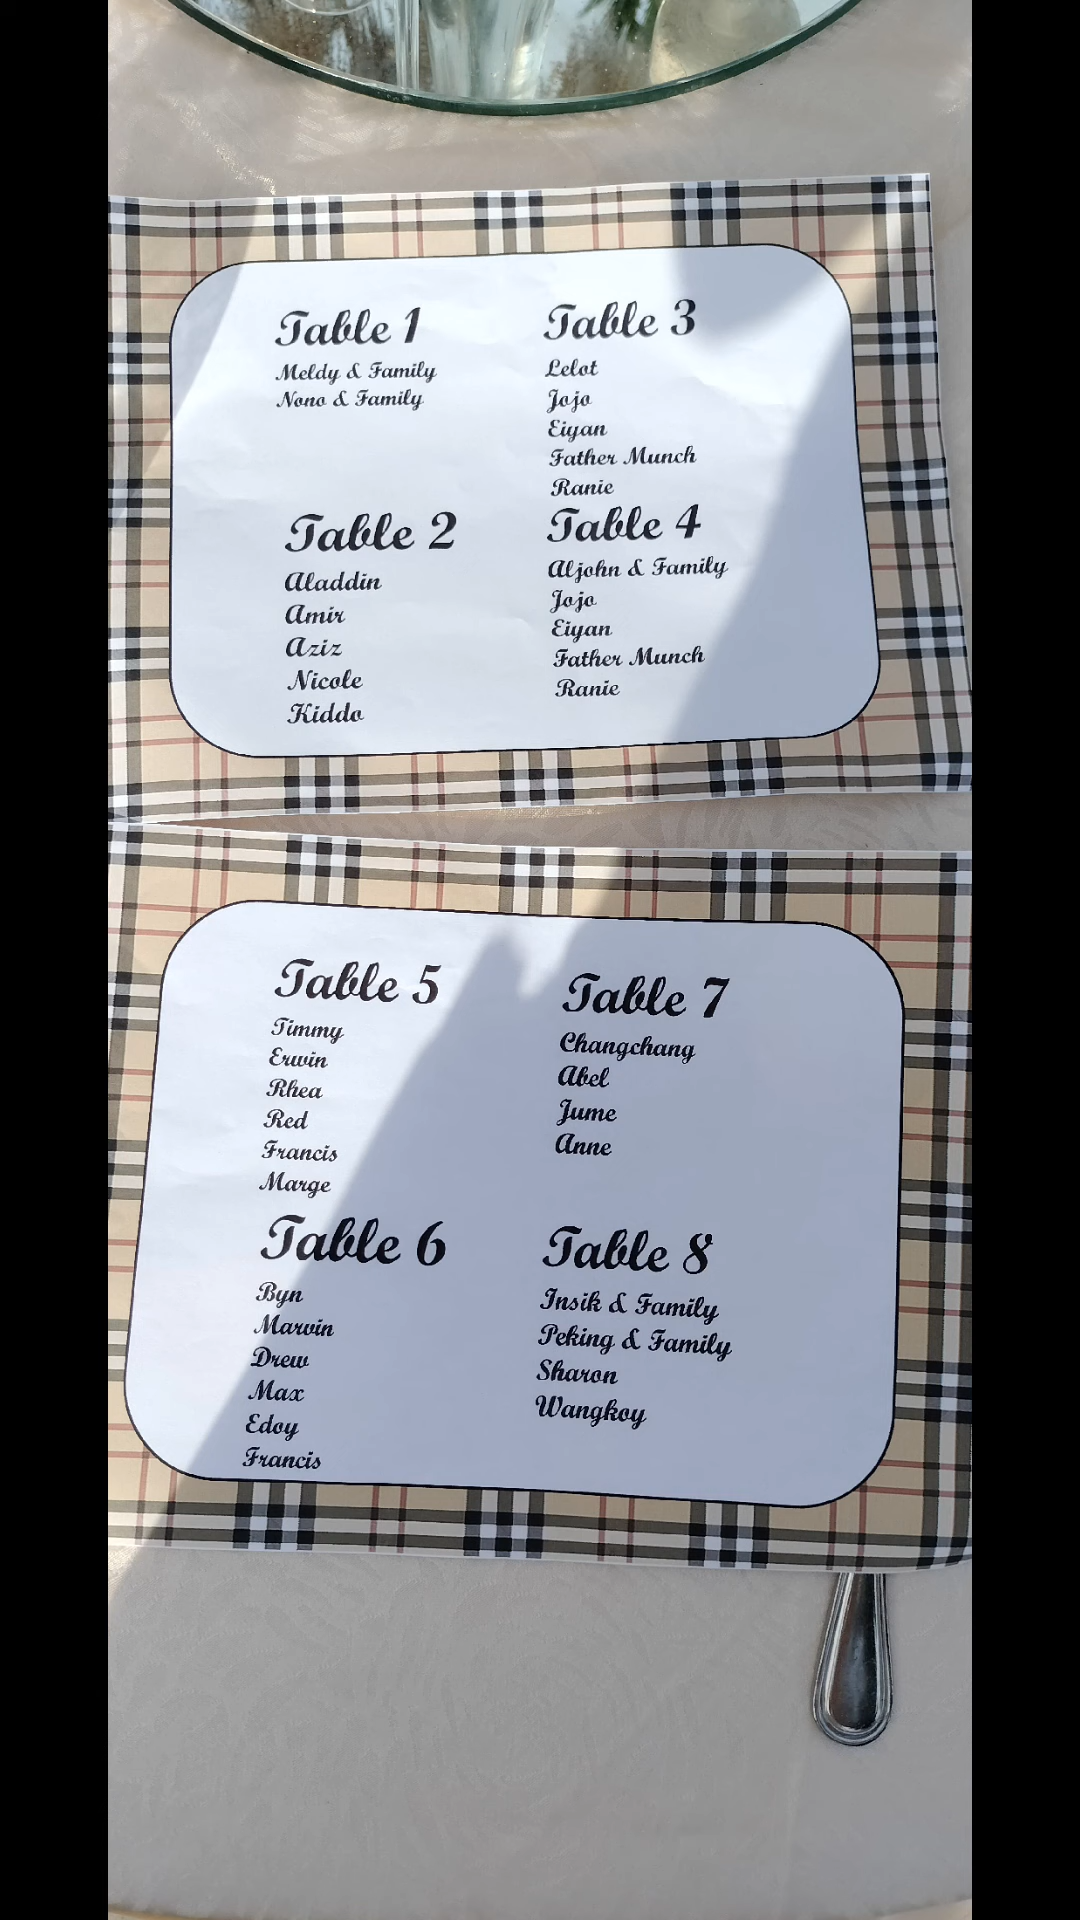 Table 1
Meldy & Family
Nono & Family
Table 2
Aladdin
Amir
Aziz
Nicole
Kiddo
Table 3
Lelot
Jojo
Eiyan
Father Munch
Ranie
Table 4
Aljohn & Family
Jojo
Eiyan
Father Munch
Ranie
Table 5
Timmy
Erwin
Rhea
Red
Francis
Marge
Table 6
Byn
Marvin
Drew
Max
Edoy
Francis
Table 7
Changchang
Abel
Jume
Anne
Table 8
Insik & Family
Peking & Family
Sharon
Wangkoy